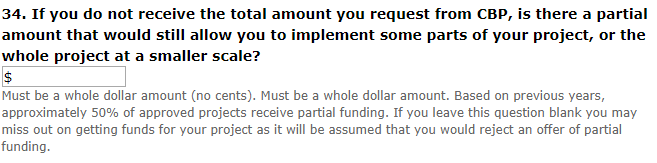 34. If you do not receive the total amount you request from CBP, is there a partial
amount that would still allow you to implement some parts of your project, or the
whole project at a smaller scale?
$
Must be a whole dollar amount (no cents). Must be a whole dollar amount. Based on previous years,
approximately 50% of approved projects receive partial funding. If you leave this question blank you may
miss out on getting funds for your project as it will be assumed that you would reject an offer of partial
funding.